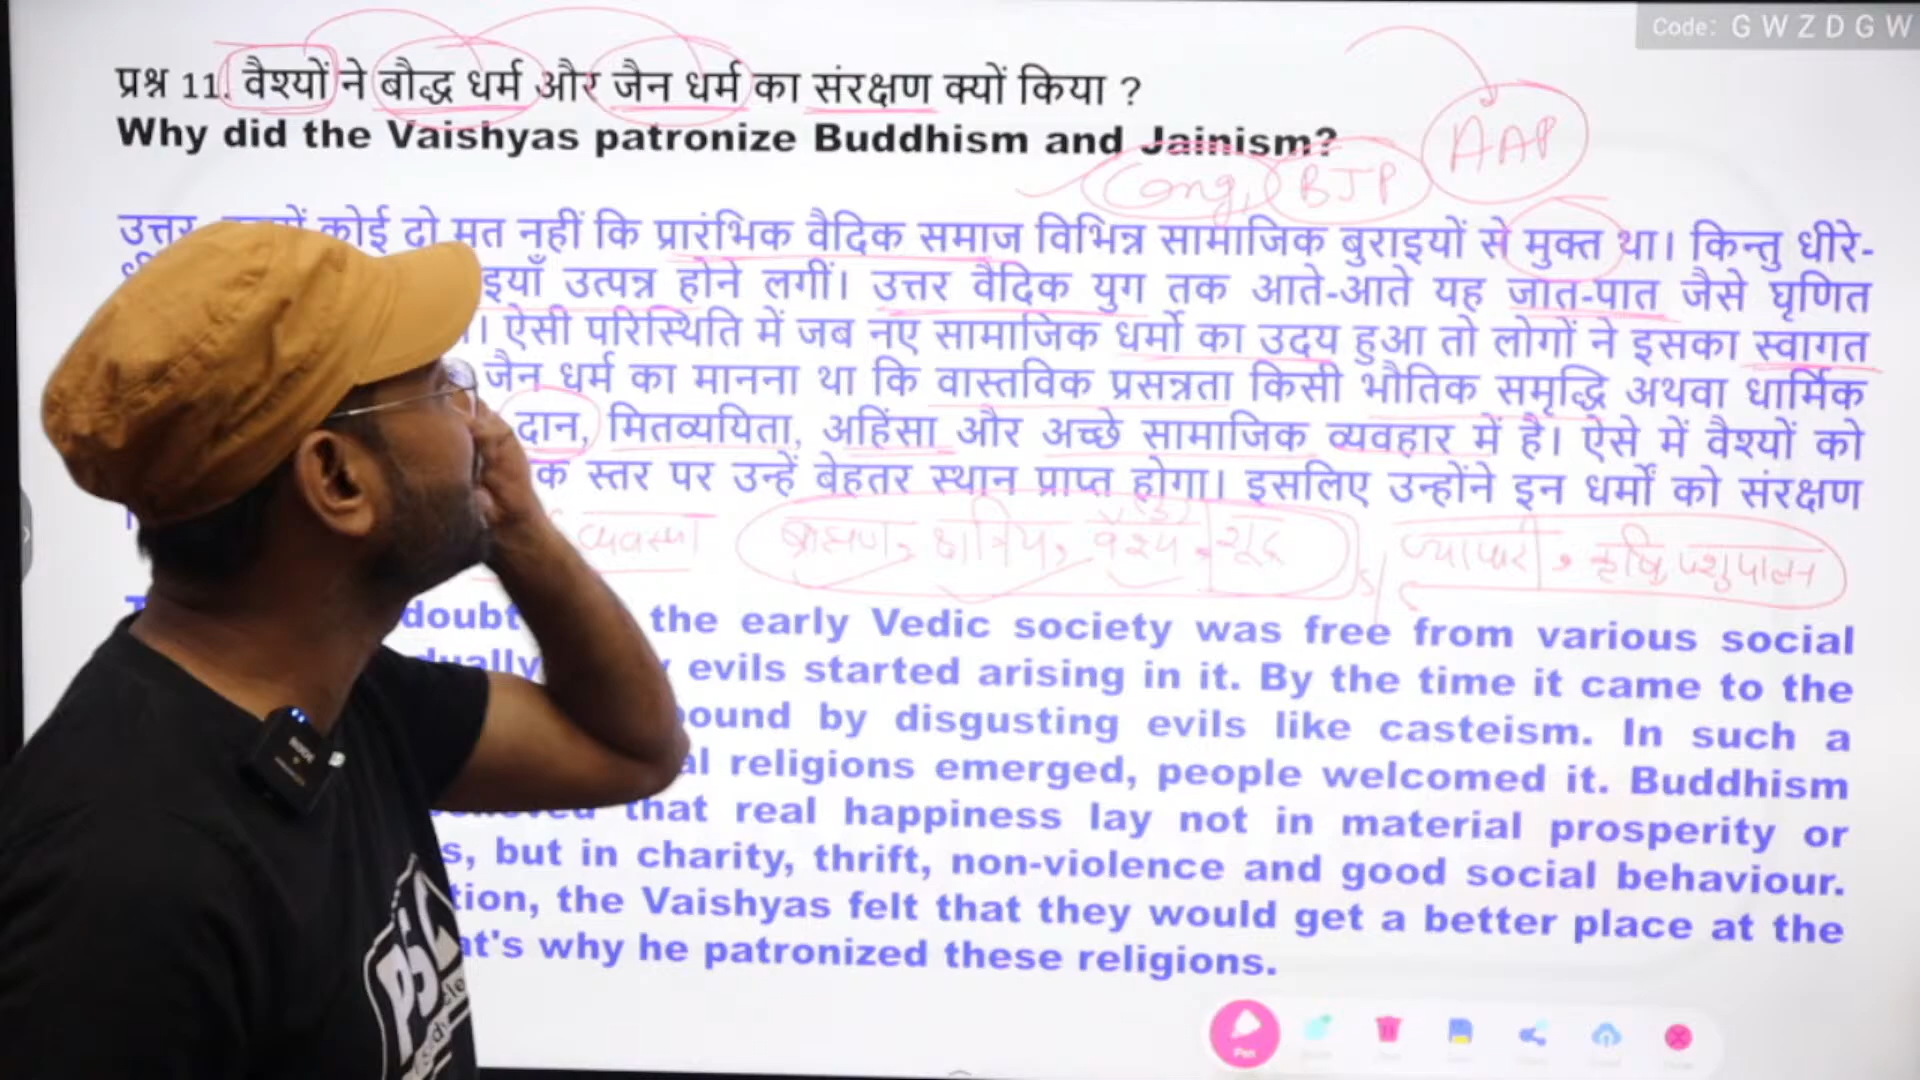 Code: G W Z D G W
प्रश्न 11. वैश्यों ने बौद्ध धर्म और जैन धर्म का संरक्षण क्यों किया ?
Why did the Vaishyas patronize Buddhism and Jainism?
Cong, BJP AAP
उत्तर कोई दो मत नहीं कि प्रारंभिक वैदिक समाज विभिन्न सामाजिक बुराइयों से मुक्त था। किन्तु धीरे-
इयाँ उत्पन्न होने लगीं। उत्तर वैदिक युग तक आते-आते यह जात-पात जैसे घृणित
। ऐसी परिस्थिति में जब नए सामाजिक धर्मो का उदय हुआ तो लोगों ने इसका स्वागत
जैन धर्म का मानना था कि वास्तविक प्रसन्नता किसी भौतिक समृद्धि अथवा धार्मिक
दान, मितव्ययिता, अहिंसा और अच्छे सामाजिक व्यवहार में है। ऐसे में वैश्यों को
क स्तर पर उन्हें बेहतर स्थान प्राप्त होगा। इसलिए उन्होंने इन धर्मों को संरक्षण
व्यवस्था ब्राह्मण, क्षत्रिय, वैश्य, शूद्र व्यापारी, कृषि, पशुपालन
doubt the early Vedic society was free from various social
dually evils started arising in it. By the time it came to the
ound by disgusting evils like casteism. In such a
al religions emerged, people welcomed it. Buddhism
that real happiness lay not in material prosperity or
s, but in charity, thrift, non-violence and good social behaviour.
tion, the Vaishyas felt that they would get a better place at the
at's why he patronized these religions.
PSC
Pen